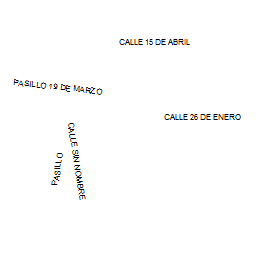 CALLE 15 DE ABRIL
PASILLO 19 DE MARZO
CALLE 26 DE ENERO
CALLE SIN NOMBRE
PASILLO